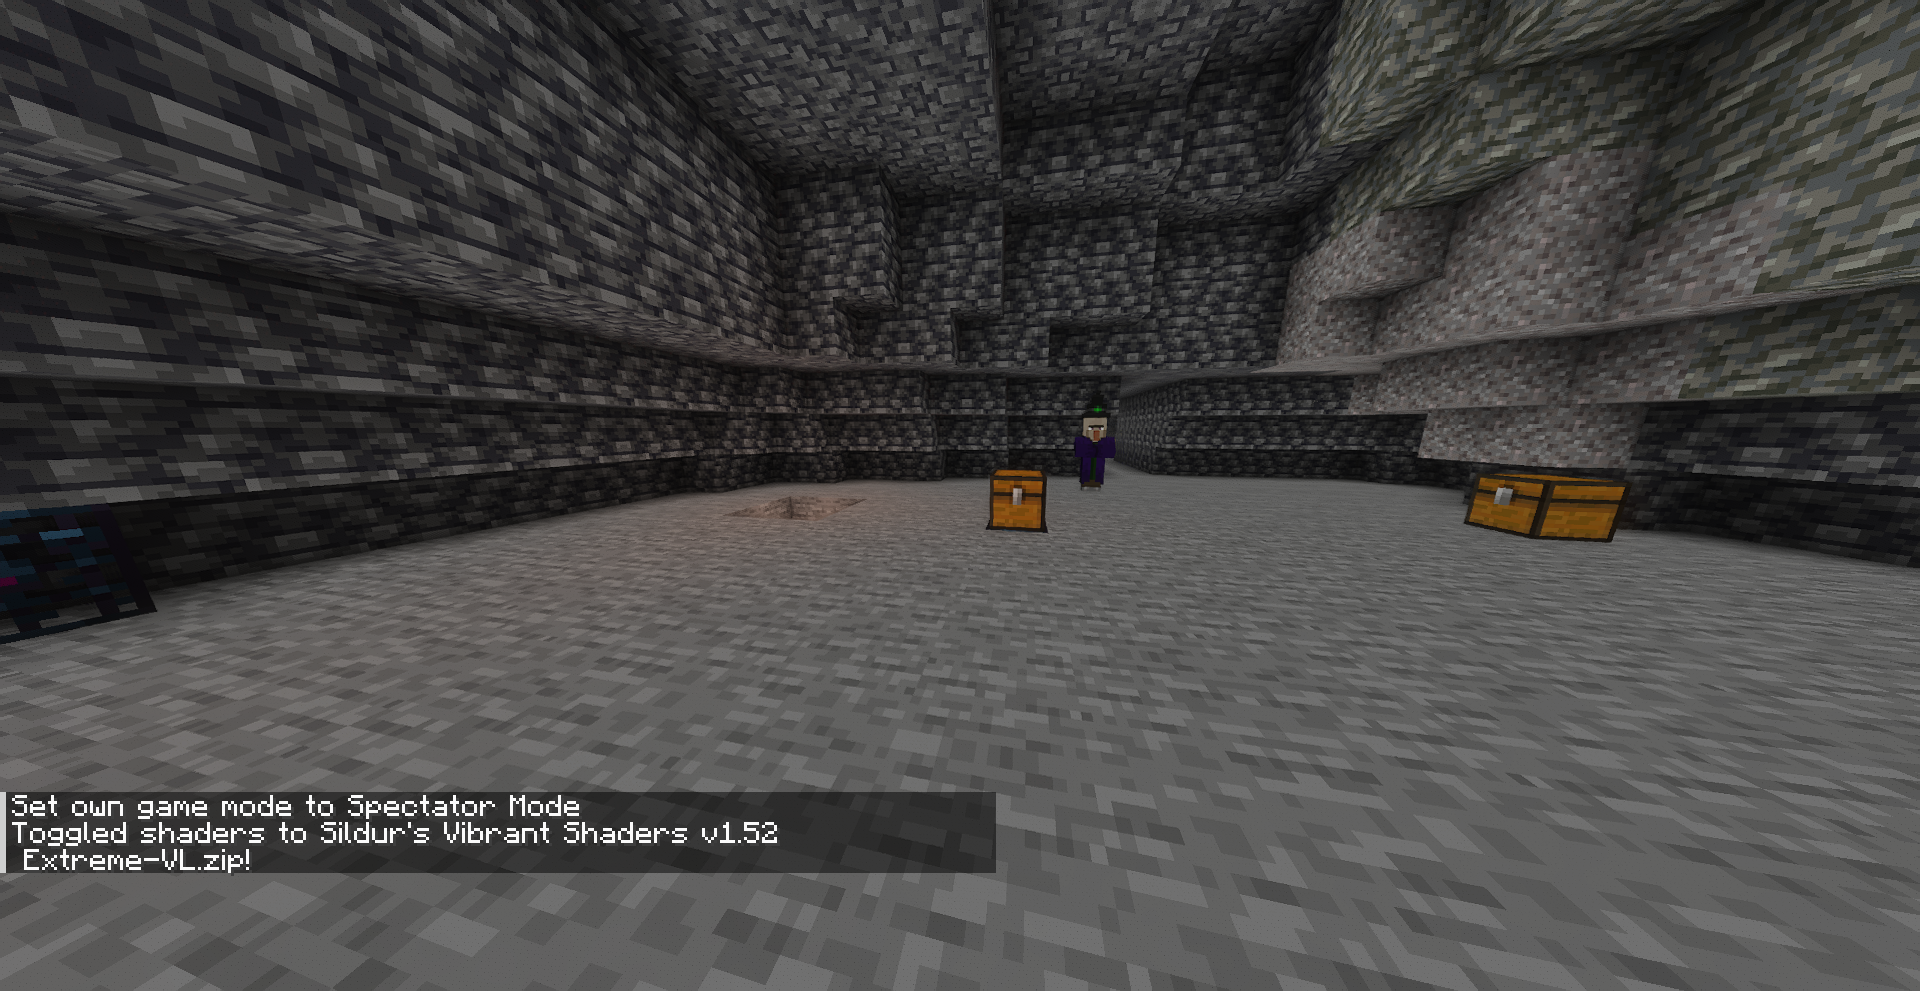 Set own game mode to Spectator Mode
Toggled shaders to Sildur's Vibrant Shaders v1.52
Extreme-VL.zip!